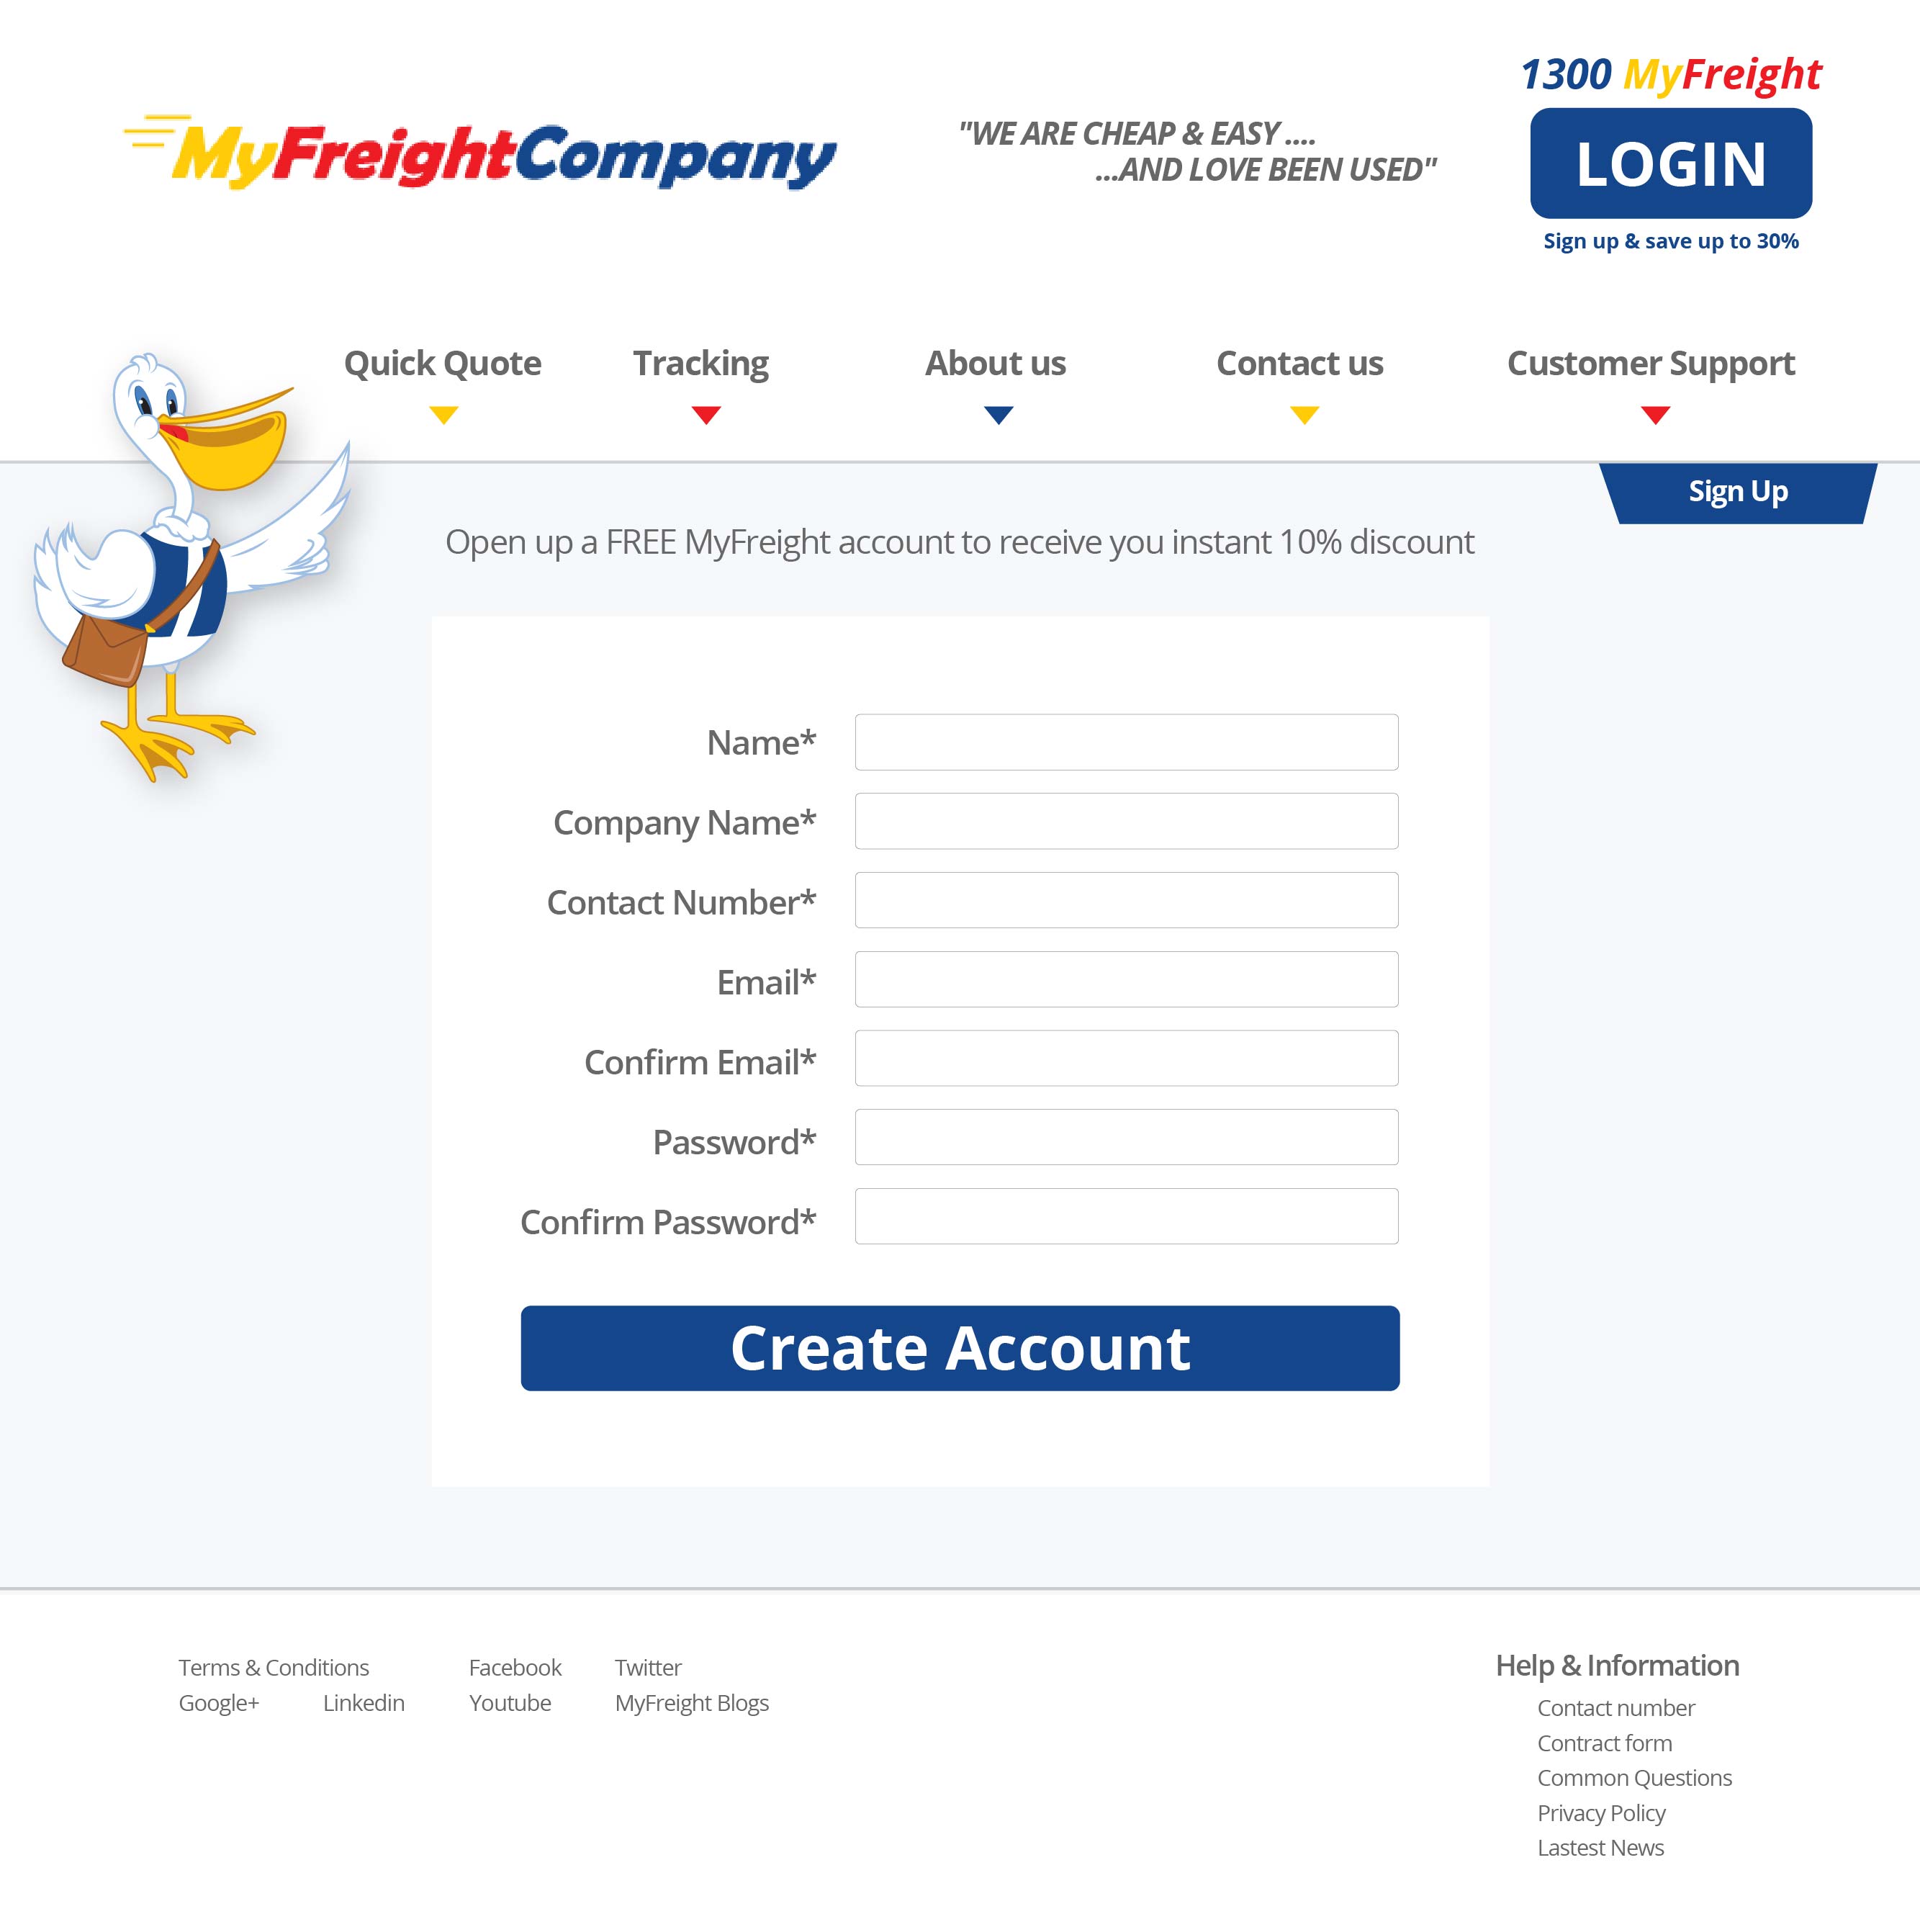 1300 MyFreight
MyFreightCompany
"WE ARE CHEAP & EASY ....
...AND LOVE BEEN USED"
LOGIN
Sign up & save up to 30%
Quick Quote
Tracking
About us
Contact us
Customer Support
Sign Up
Open up a FREE MyFreight account to receive you instant 10% discount
Name*
Company Name*
Contact Number*
Email*
Confirm Email*
Password*
Confirm Password*
Create Account
Terms & Conditions Facebook Twitter
Google+ Linkedin Youtube MyFreight Blogs
Help & Information
Contact number
Contract form
Common Questions
Privacy Policy
Lastest News